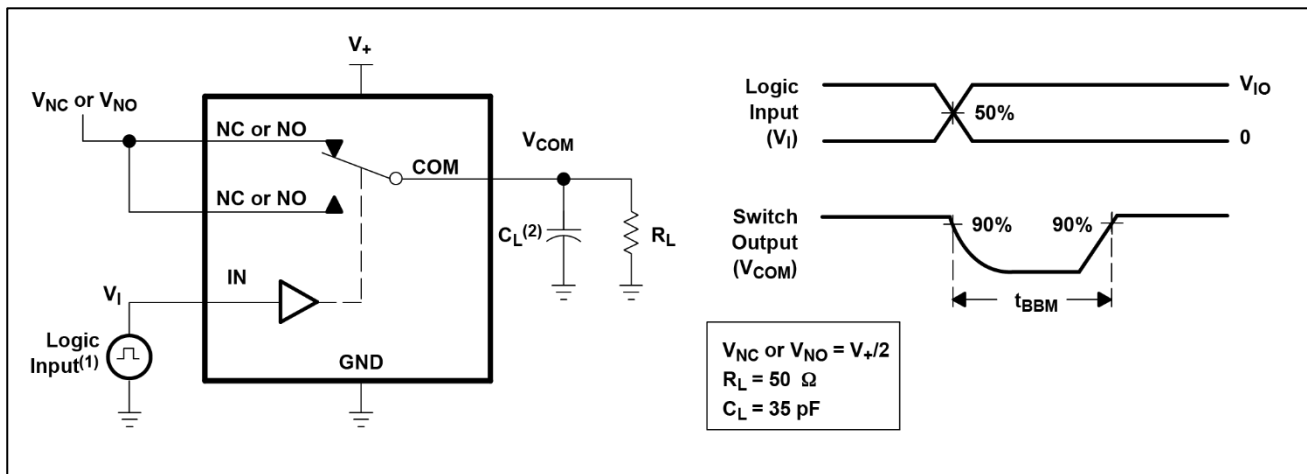 V+
VNC or VNO
NC or NO
VCOM
COM
NC or NO
CL(2)
RL
IN
VI
Logic
Input(1)
GND
Logic
Input
(VI)
50%
VIO
0
Switch
Output
(VCOM)
90%
90%
tBBM
VNC or VNO = V+/2
RL = 50 Ω
CL = 35 pF